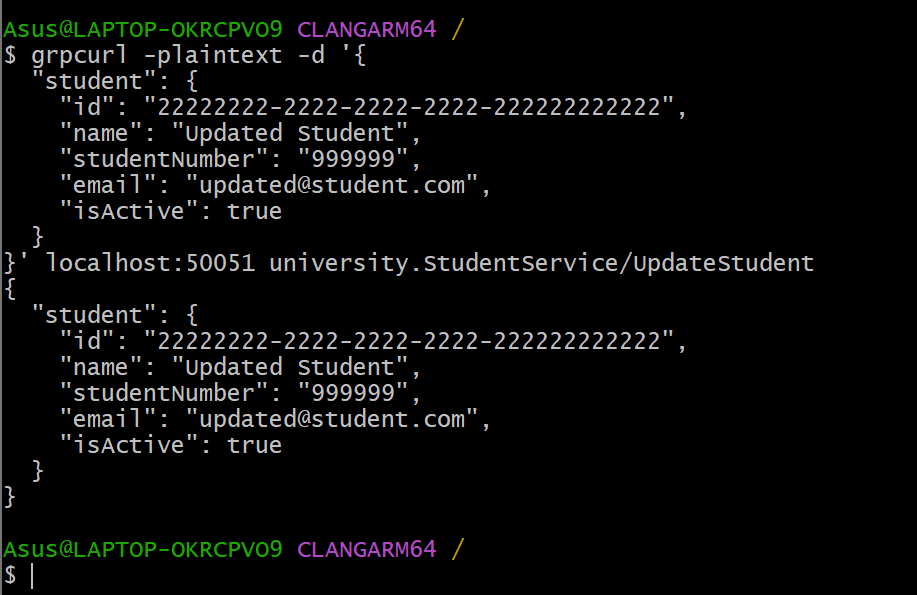 Asus@LAPTOP-OKRCPVO9 CLANGARM64 /
$ grpcurl -plaintext -d '{
  "student": {
    "id": "22222222-2222-2222-2222-222222222222",
    "name": "Updated Student",
    "studentNumber": "999999",
    "email": "updated@student.com",
    "isActive": true
  }
}' localhost:50051 university.StudentService/UpdateStudent
{
  "student": {
    "id": "22222222-2222-2222-2222-222222222222",
    "name": "Updated Student",
    "studentNumber": "999999",
    "email": "updated@student.com",
    "isActive": true
  }
}
Asus@LAPTOP-OKRCPVO9 CLANGARM64 /
$